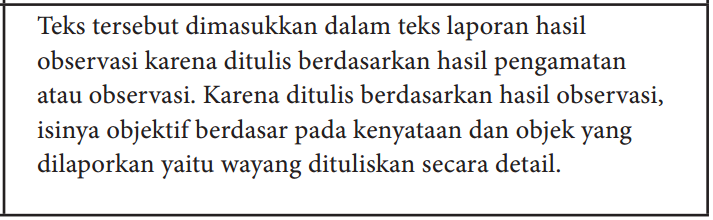 Teks tersebut dimasukkan dalam teks laporan hasil
observasi karena ditulis berdasarkan hasil pengamatan
atau observasi. Karena ditulis berdasarkan hasil observasi,
isinya objektif berdasar pada kenyataan dan objek yang
dilaporkan yaitu wayang dituliskan secara detail.